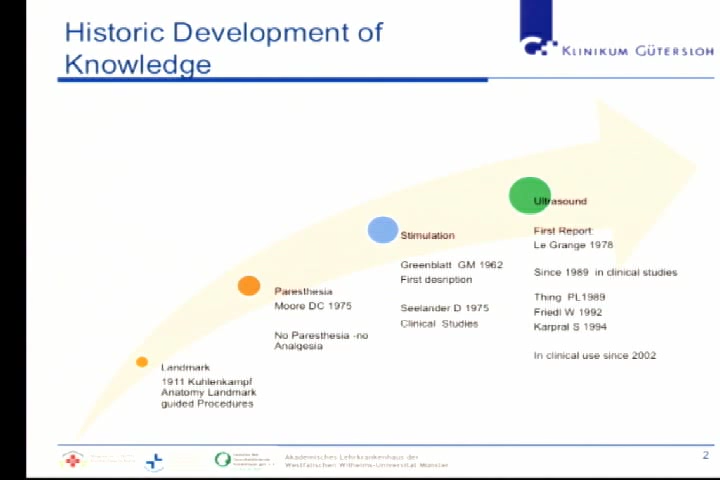 Historic Development of
Knowledge
KLINIKUM GÜTERSLOH
Landmark
1911 Kuhlenkampf
Anatomy Landmark
guided Procedures
Paresthesia
Moore DC 1975
No Paresthesia -no
Analgesia
Stimulation
Greenblatt GM 1962
First desription
Seelander D 1975
Clinical Studies
Ultrasound
First Report:
Le Grange 1978
Since 1989 in clinical studies
Thing PL1989
Friedl W 1992
Karpral S 1994
In clinical use since 2002
Akademisches Lehrkrankenhaus der
Westfälischen Wilhelms-Universität Münster
2